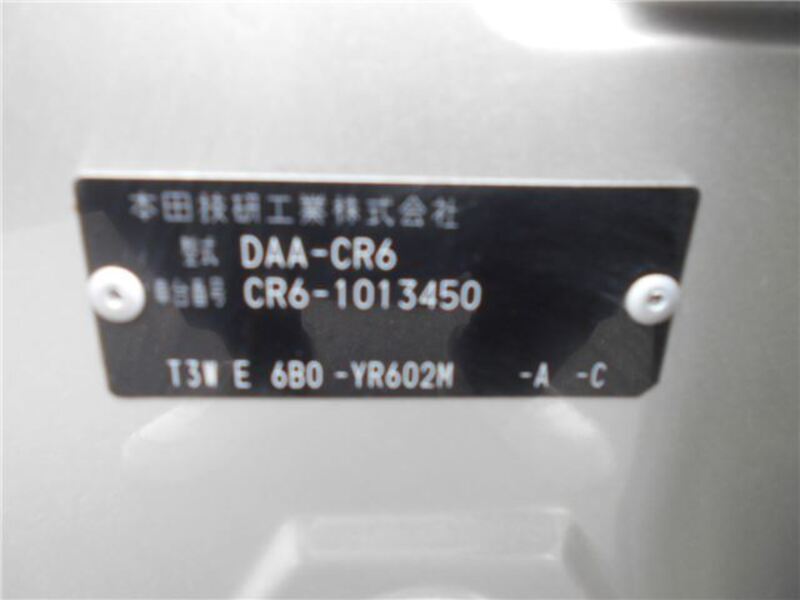 本田技研工業株式会社
型式 DAA-CR6
車台番号 CR6-1013450
T3W E 6B0 -YR602M -A -C